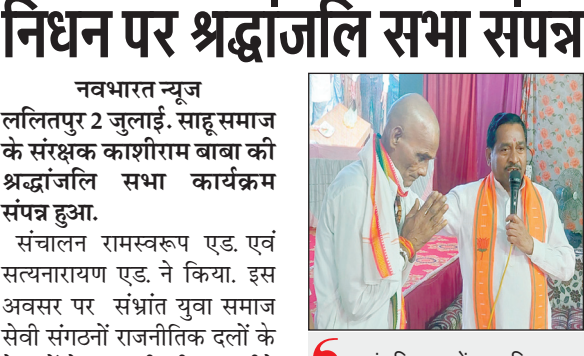 निधन पर श्रद्धांजलि सभा संपन्न
नवभारत न्यूज
ललितपुर 2 जुलाई. साहू समाज
के संरक्षक काशीराम बाबा की
श्रद्धांजलि सभा कार्यक्रम
संपन्न हुआ.
संचालन रामस्वरूप एड. एवं
सत्यनारायण एड. ने किया. इस
अवसर पर संभ्रांत युवा समाज
सेवी संगठनों राजनीतिक दलों के